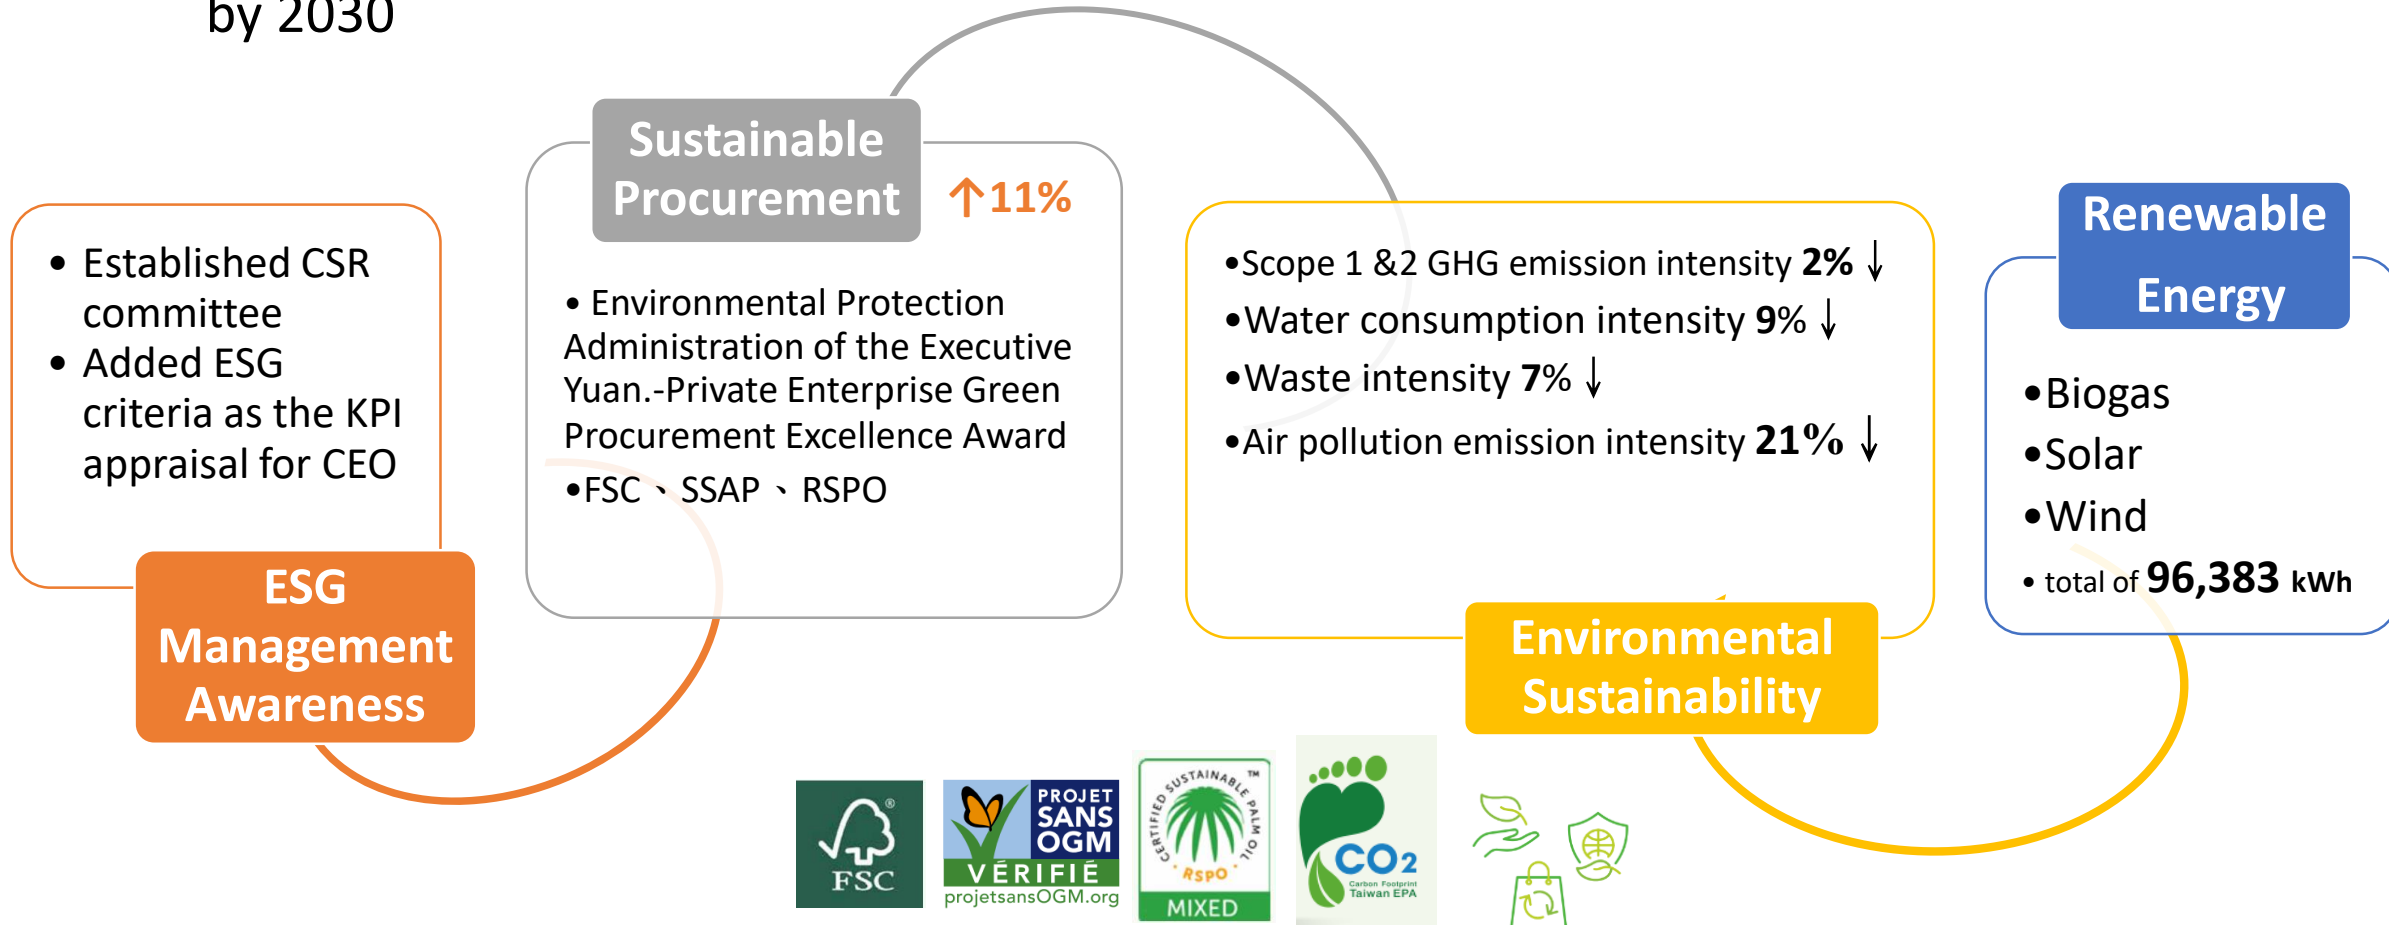 by 2030
• Established CSR
committee
• Added ESG
criteria as the KPI
appraisal for CEO
ESG
Management
Awareness
Sustainable
Procurement
↑11%
• Environmental Protection
Administration of the Executive
Yuan.-Private Enterprise Green
Procurement Excellence Award
•FSC、SSAP、RSPO
•Scope 1 &2 GHG emission intensity 2% ↓
•Water consumption intensity 9% ↓
•Waste intensity 7% ↓
•Air pollution emission intensity 21% ↓
Environmental
Sustainability
Renewable
Energy
•Biogas
•Solar
•Wind
• total of 96,383 kWh
®
FSC
PROJET
SANS
OGM
VÉRIFIÉ
projetsansOGM.org
CERTIFIED SUSTAINABLE PALM OIL
TM
RSPO
MIXED
CO2
Carbon Footprint
Taiwan EPA